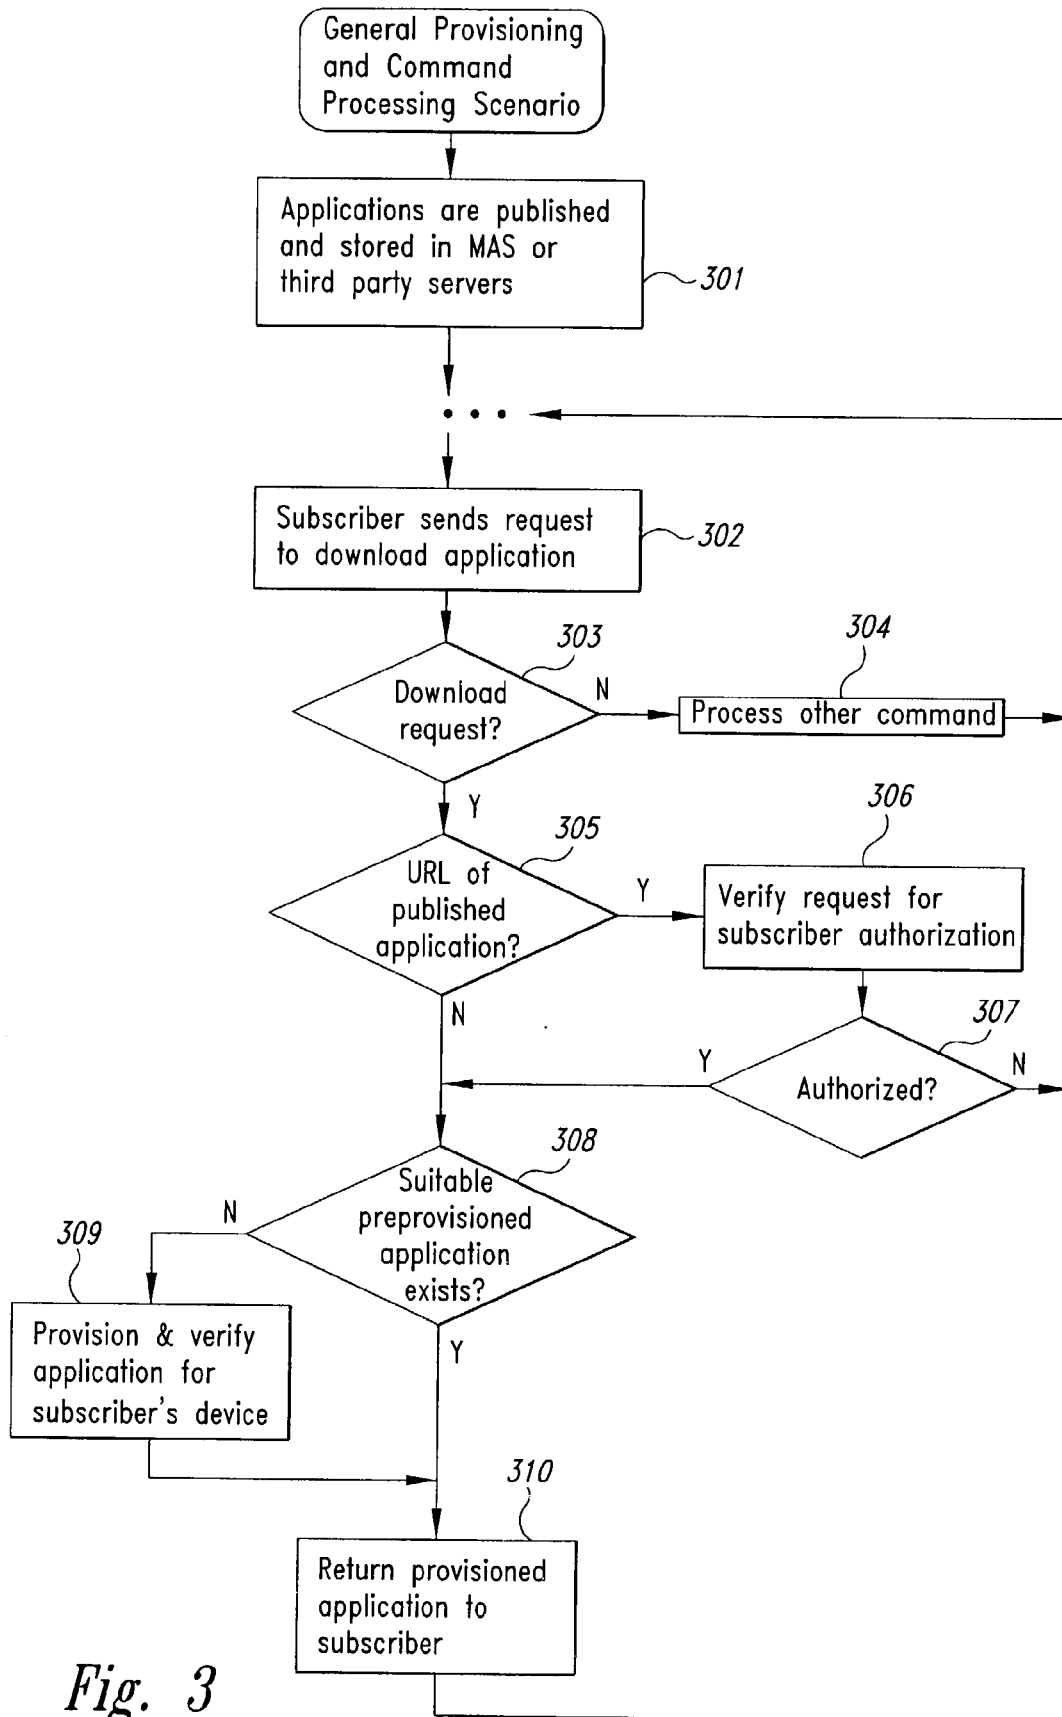 General Provisioning
and Command
Processing Scenario
Applications are published
and stored in MAS or
third party servers
301
Subscriber sends request
to download application
302
303
Download
request?
N
304
Process other command
Y
305
URL of
published
application?
Y
306
Verify request for
subscriber authorization
N
307
Authorized?
Y
N
308
Suitable
preprovisioned
application
exists?
N
309
Provision & verify
application for
subscriber's device
Y
310
Return provisioned
application to
subscriber
Fig. 3